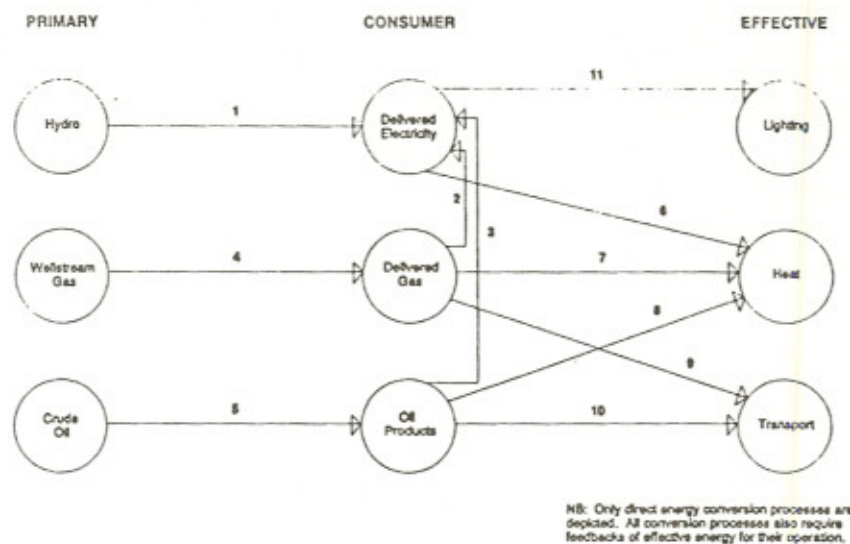 PRIMARY CONSUMER EFFECTIVE
11
Hydro 1 Delivered Electricity Lighting
2 3 6
Wellstream Gas 4 Delivered Gas 7 Heat
8
9
Crude Oil 5 Oil Products 10 Transport
NB: Only direct energy conversion processes are
depicted. All conversion processes also require
feedbacks of effective energy for their operation.